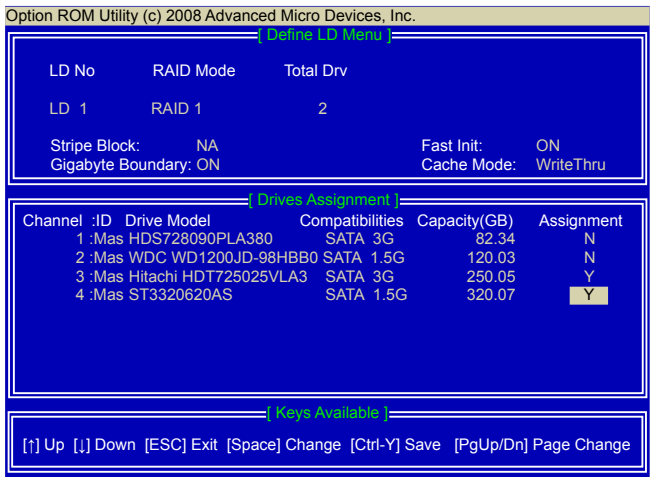 Option ROM Utility (c) 2008 Advanced Micro Devices, Inc.
[ Define LD Menu ]
LD No RAID Mode Total Drv
LD 1 RAID 1 2
Stripe Block: NA Fast Init: ON
Gigabyte Boundary: ON Cache Mode: WriteThru
[ Drives Assignment ]
Channel :ID Drive Model Compatibilities Capacity(GB) Assignment
1 :Mas HDS728090PLA380 SATA 3G 82.34 N
2 :Mas WDC WD1200JD-98HBB0 SATA 1.5G 120.03 N
3 :Mas Hitachi HDT725025VLA3 SATA 3G 250.05 Y
4 :Mas ST3320620AS SATA 1.5G 320.07 Y
[ Keys Available ]
[↑] Up [↓] Down [ESC] Exit [Space] Change [Ctrl-Y] Save [PgUp/Dn] Page Change